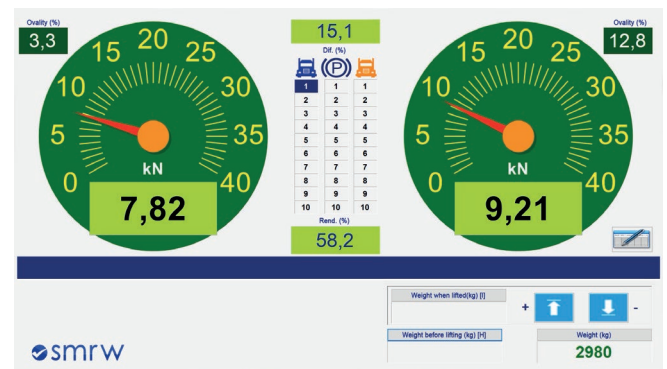 Ovality (%)
3,3
0 5 10 15 20 25 30 35 40
kN
7,82
15,1
Dif. (%)
P
1 1 1
2 2 2
3 3 3
4 4 4
5 5 5
6 6 6
7 7 7
8 8 8
9 9 9
10 10 10
Rend. (%)
58,2
Ovality (%)
12,8
0 5 10 15 20 25 30 35 40
kN
9,21
Weight when lifted(kg) [I]
+ -
Weight before lifting (kg) [H]
Weight (kg)
2980
smrw